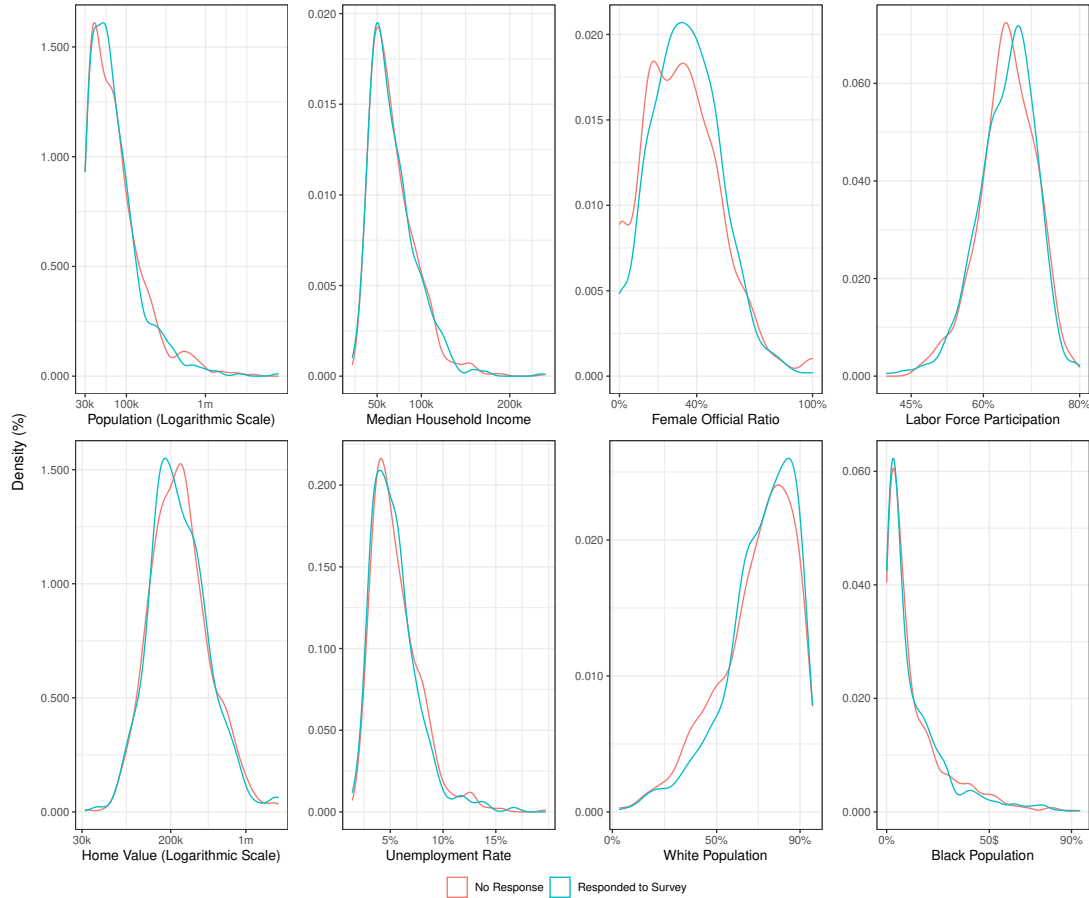 1.500
1.000
0.500
0.000
30k 100k 1m
Population (Logarithmic Scale)
0.020
0.015
0.010
0.005
0.000
50k 100k 200k
Median Household Income
0.020
0.015
0.010
0.005
0.000
0% 40% 100%
Female Official Ratio
0.060
0.040
0.020
0.000
45% 60% 80%
Labor Force Participation
Density (%)
1.500
1.000
0.500
0.000
30k 200k 1m
Home Value (Logarithmic Scale)
0.200
0.150
0.100
0.050
0.000
5% 10% 15%
Unemployment Rate
0.020
0.010
0.000
0% 50% 90%
White Population
0.060
0.040
0.020
0.000
0% 50$ 90%
Black Population
No Response Responded to Survey